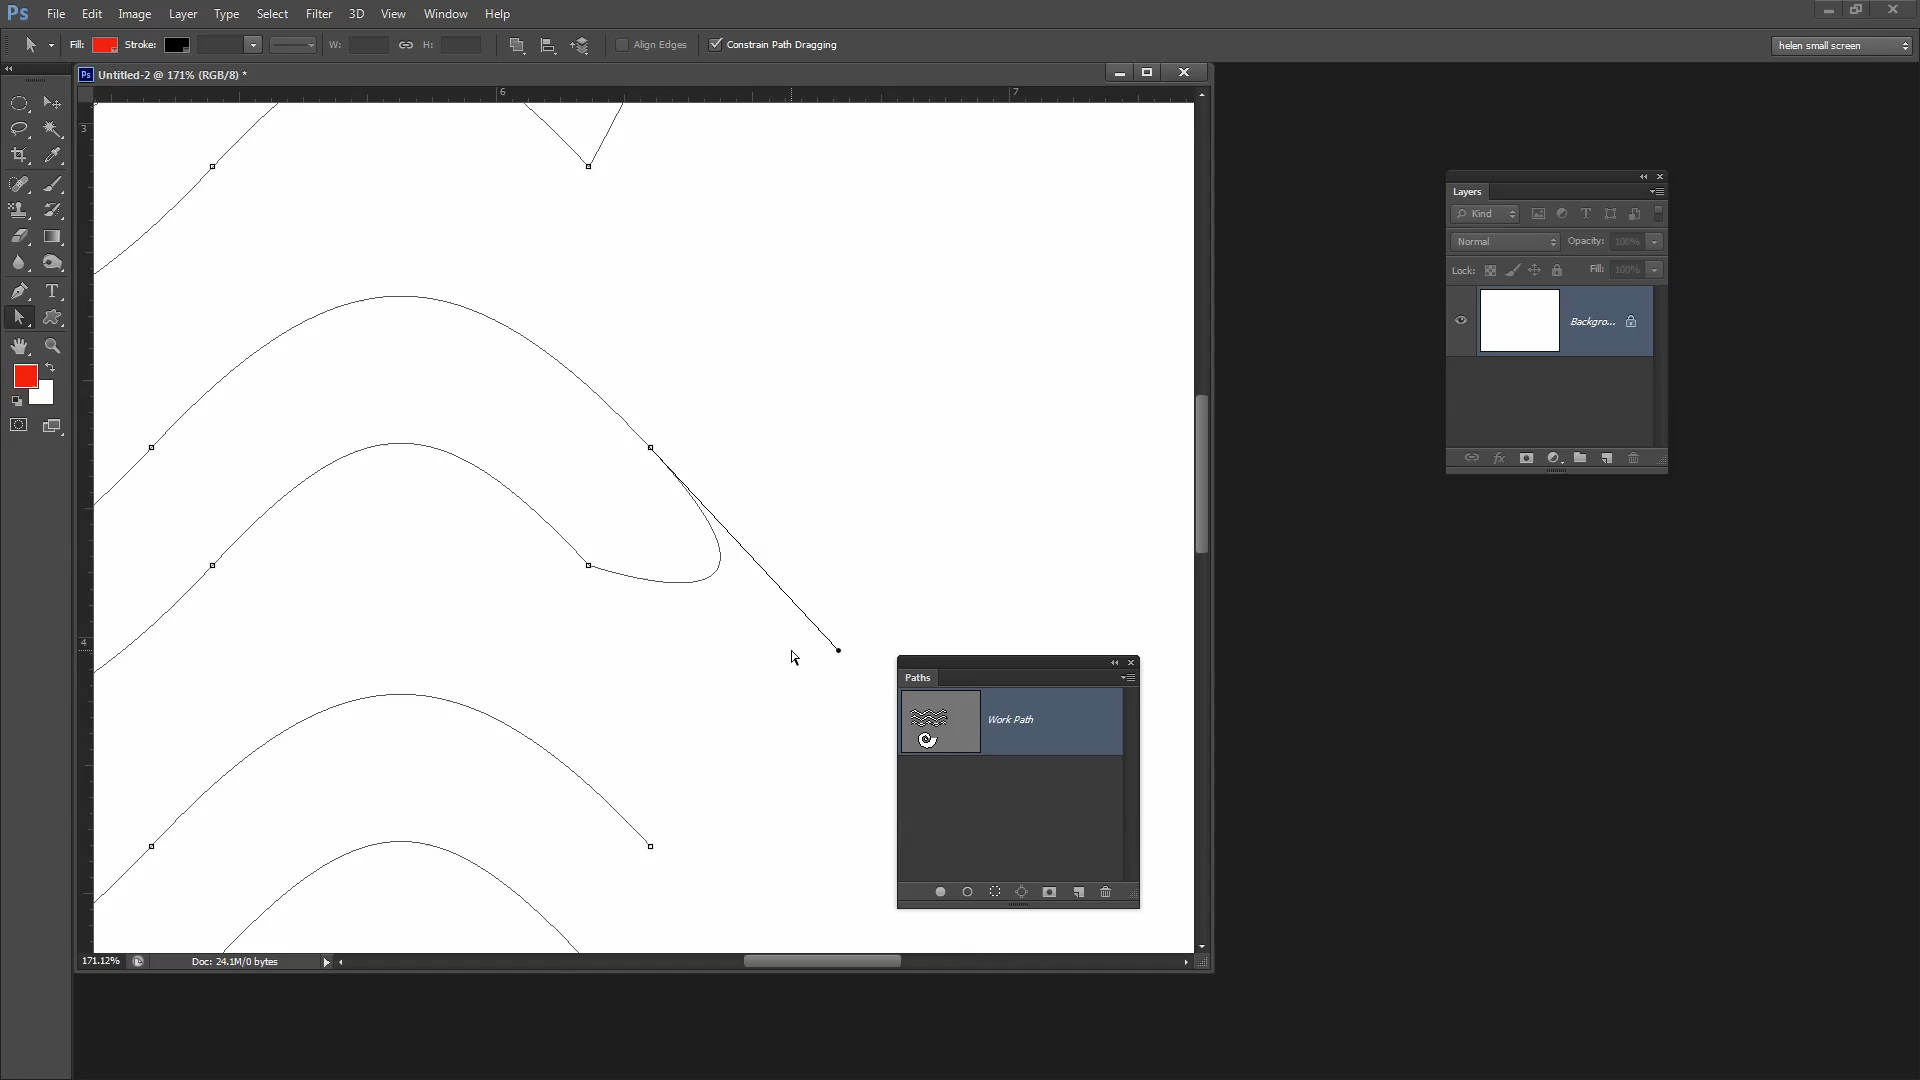 Ps File Edit Image Layer Type Select Filter 3D View Window Help
Fill: Stroke: W: H: Align Edges Constrain Path Dragging helen small screen
Ps Untitled-2 @ 171% (RGB/8) *
6 7
3
4
Layers
Kind
Normal Opacity: 100%
Lock: Fill: 100%
Backgro...
fx
Paths
Work Path
171.12% Doc: 24.1M/0 bytes